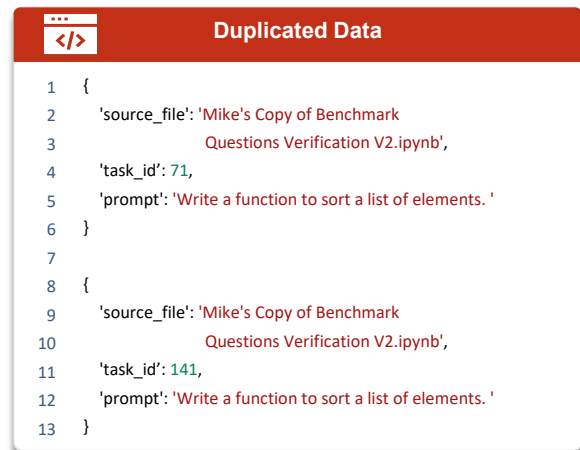 </>
Duplicated Data
1 {
2 'source_file': 'Mike's Copy of Benchmark
3 Questions Verification V2.ipynb',
4 'task_id’: 71,
5 'prompt': 'Write a function to sort a list of elements. '
6 }
7
8 {
9 'source_file': 'Mike's Copy of Benchmark
10 Questions Verification V2.ipynb',
11 'task_id’: 141,
12 'prompt': 'Write a function to sort a list of elements. '
13 }